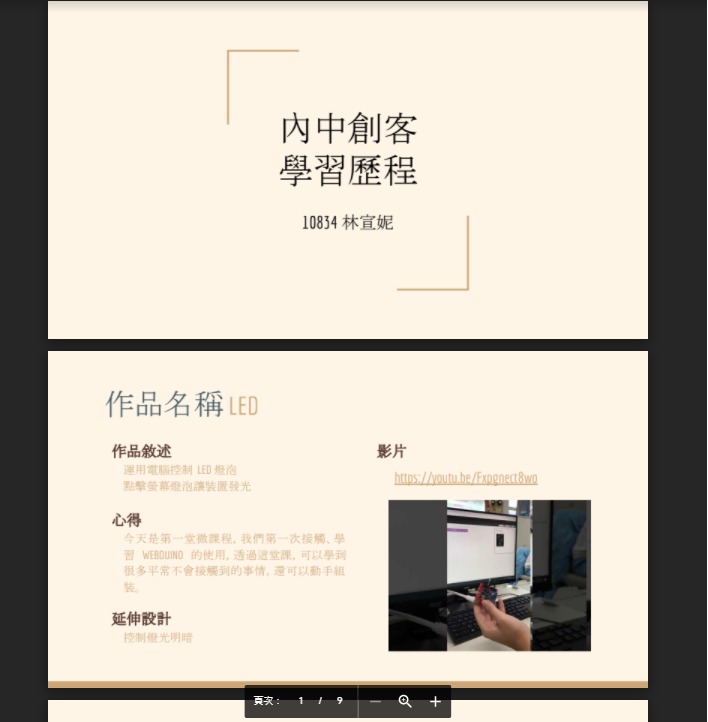 內中創客
學習歷程
10834 林宣妮
作品名稱 LED
作品敘述
運用電腦控制 LED 燈泡
點擊螢幕燈泡讓裝置發光
心得
今天是第一堂微課程, 我們第一次接觸、學
習 WEBDUINO 的使用, 透過這堂課, 可以學到
很多平常不會接觸到的事情, 還可以動手組
裝。
延伸設計
控制燈光明暗
影片
https://youtu.be/Fxpgnect8wo
頁次： 1 / 9